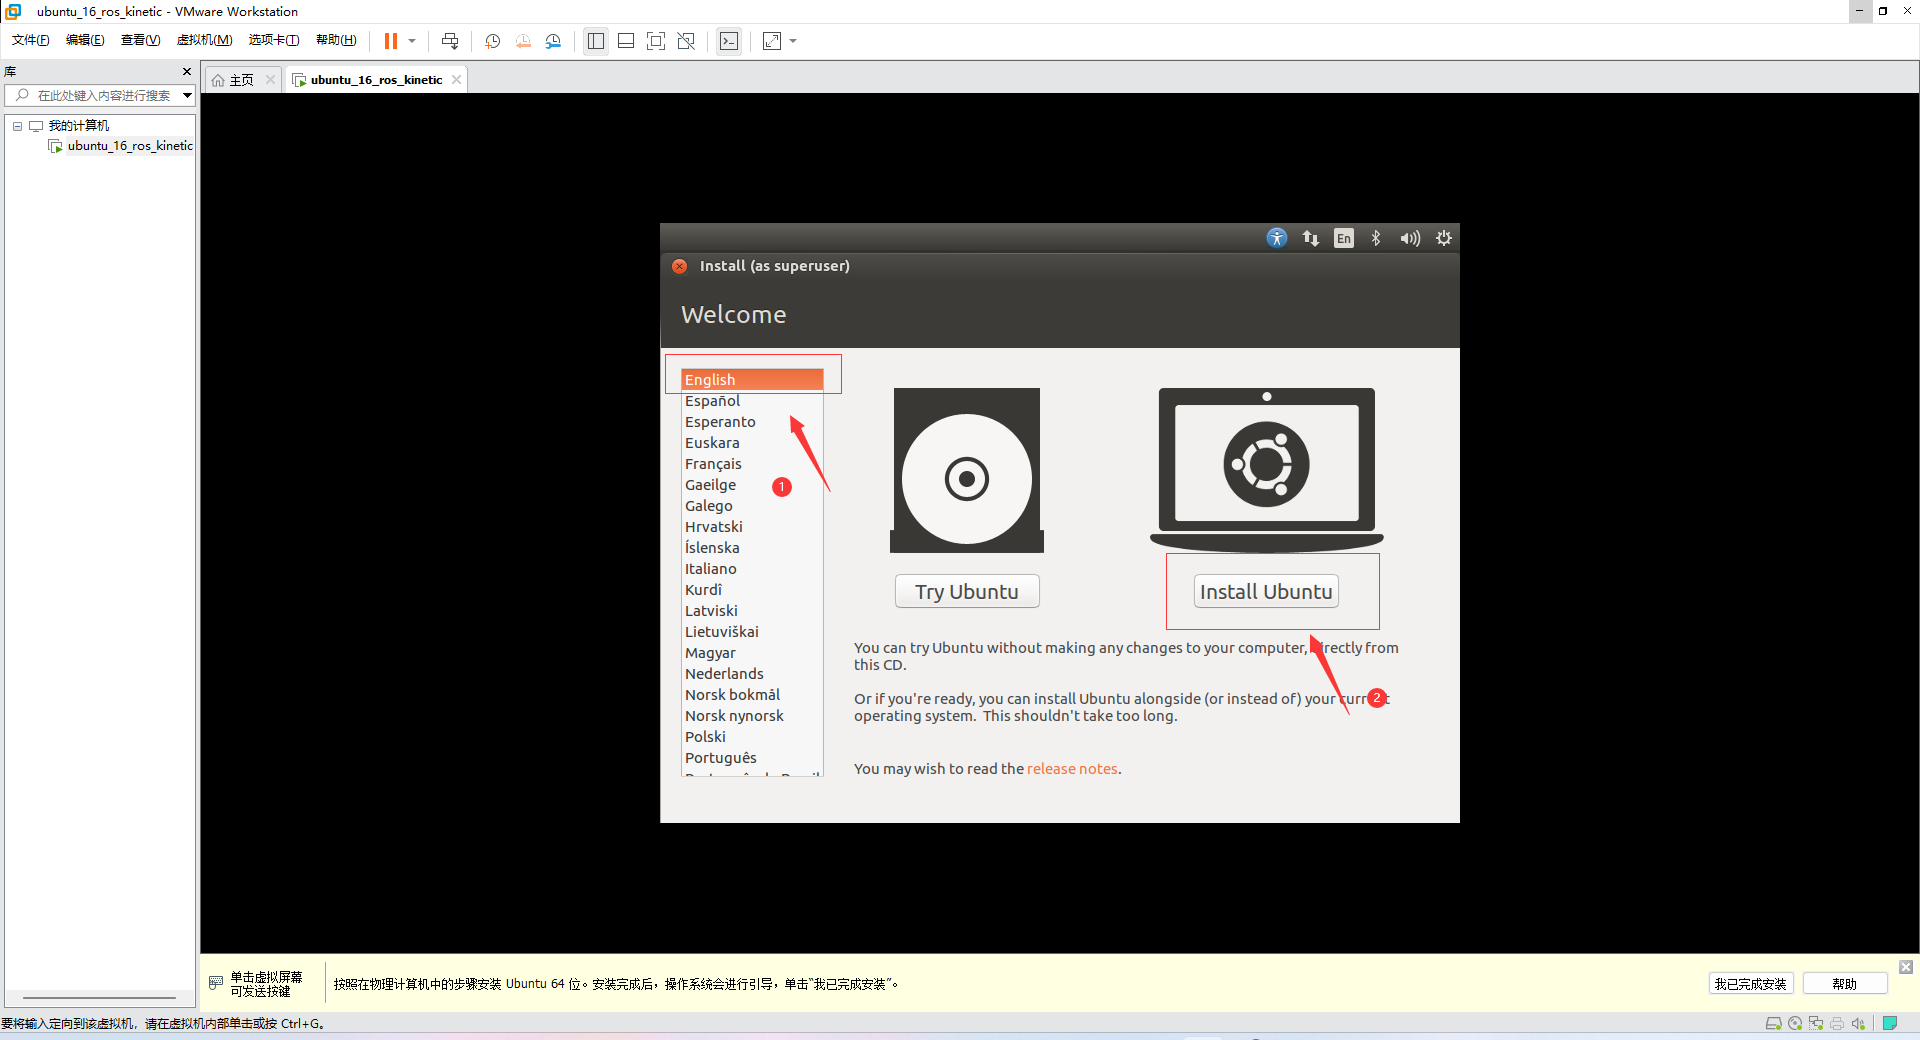 ubuntu_16_ros_kinetic - VMware Workstation
文件(F) 编辑(E) 查看(V) 虚拟机(M) 选项卡(T) 帮助(H)
库
主页
ubuntu_16_ros_kinetic
在此处键入内容进行搜索
我的计算机
ubuntu_16_ros_kinetic
En
Install (as superuser)
Welcome
English
Español
Esperanto
Euskara
Français
Gaeilge
Galego
Hrvatski
Íslenska
Italiano
Kurdî
Latviski
Lietuviškai
Magyar
Nederlands
Norsk bokmål
Norsk nynorsk
Polski
Português
1
Try Ubuntu
Install Ubuntu
You can try Ubuntu without making any changes to your computer, directly from
this CD.
2
Or if you're ready, you can install Ubuntu alongside (or instead of) your current
operating system. This shouldn't take too long.
You may wish to read the release notes.
单击虚拟屏幕
可发送按键
按照在物理计算机中的步骤安装 Ubuntu 64 位。安装完成后，操作系统会进行引导，单击“我已完成安装”。
我已完成安装
帮助
要将输入定向到该虚拟机，请在虚拟机内部单击或按 Ctrl+G。